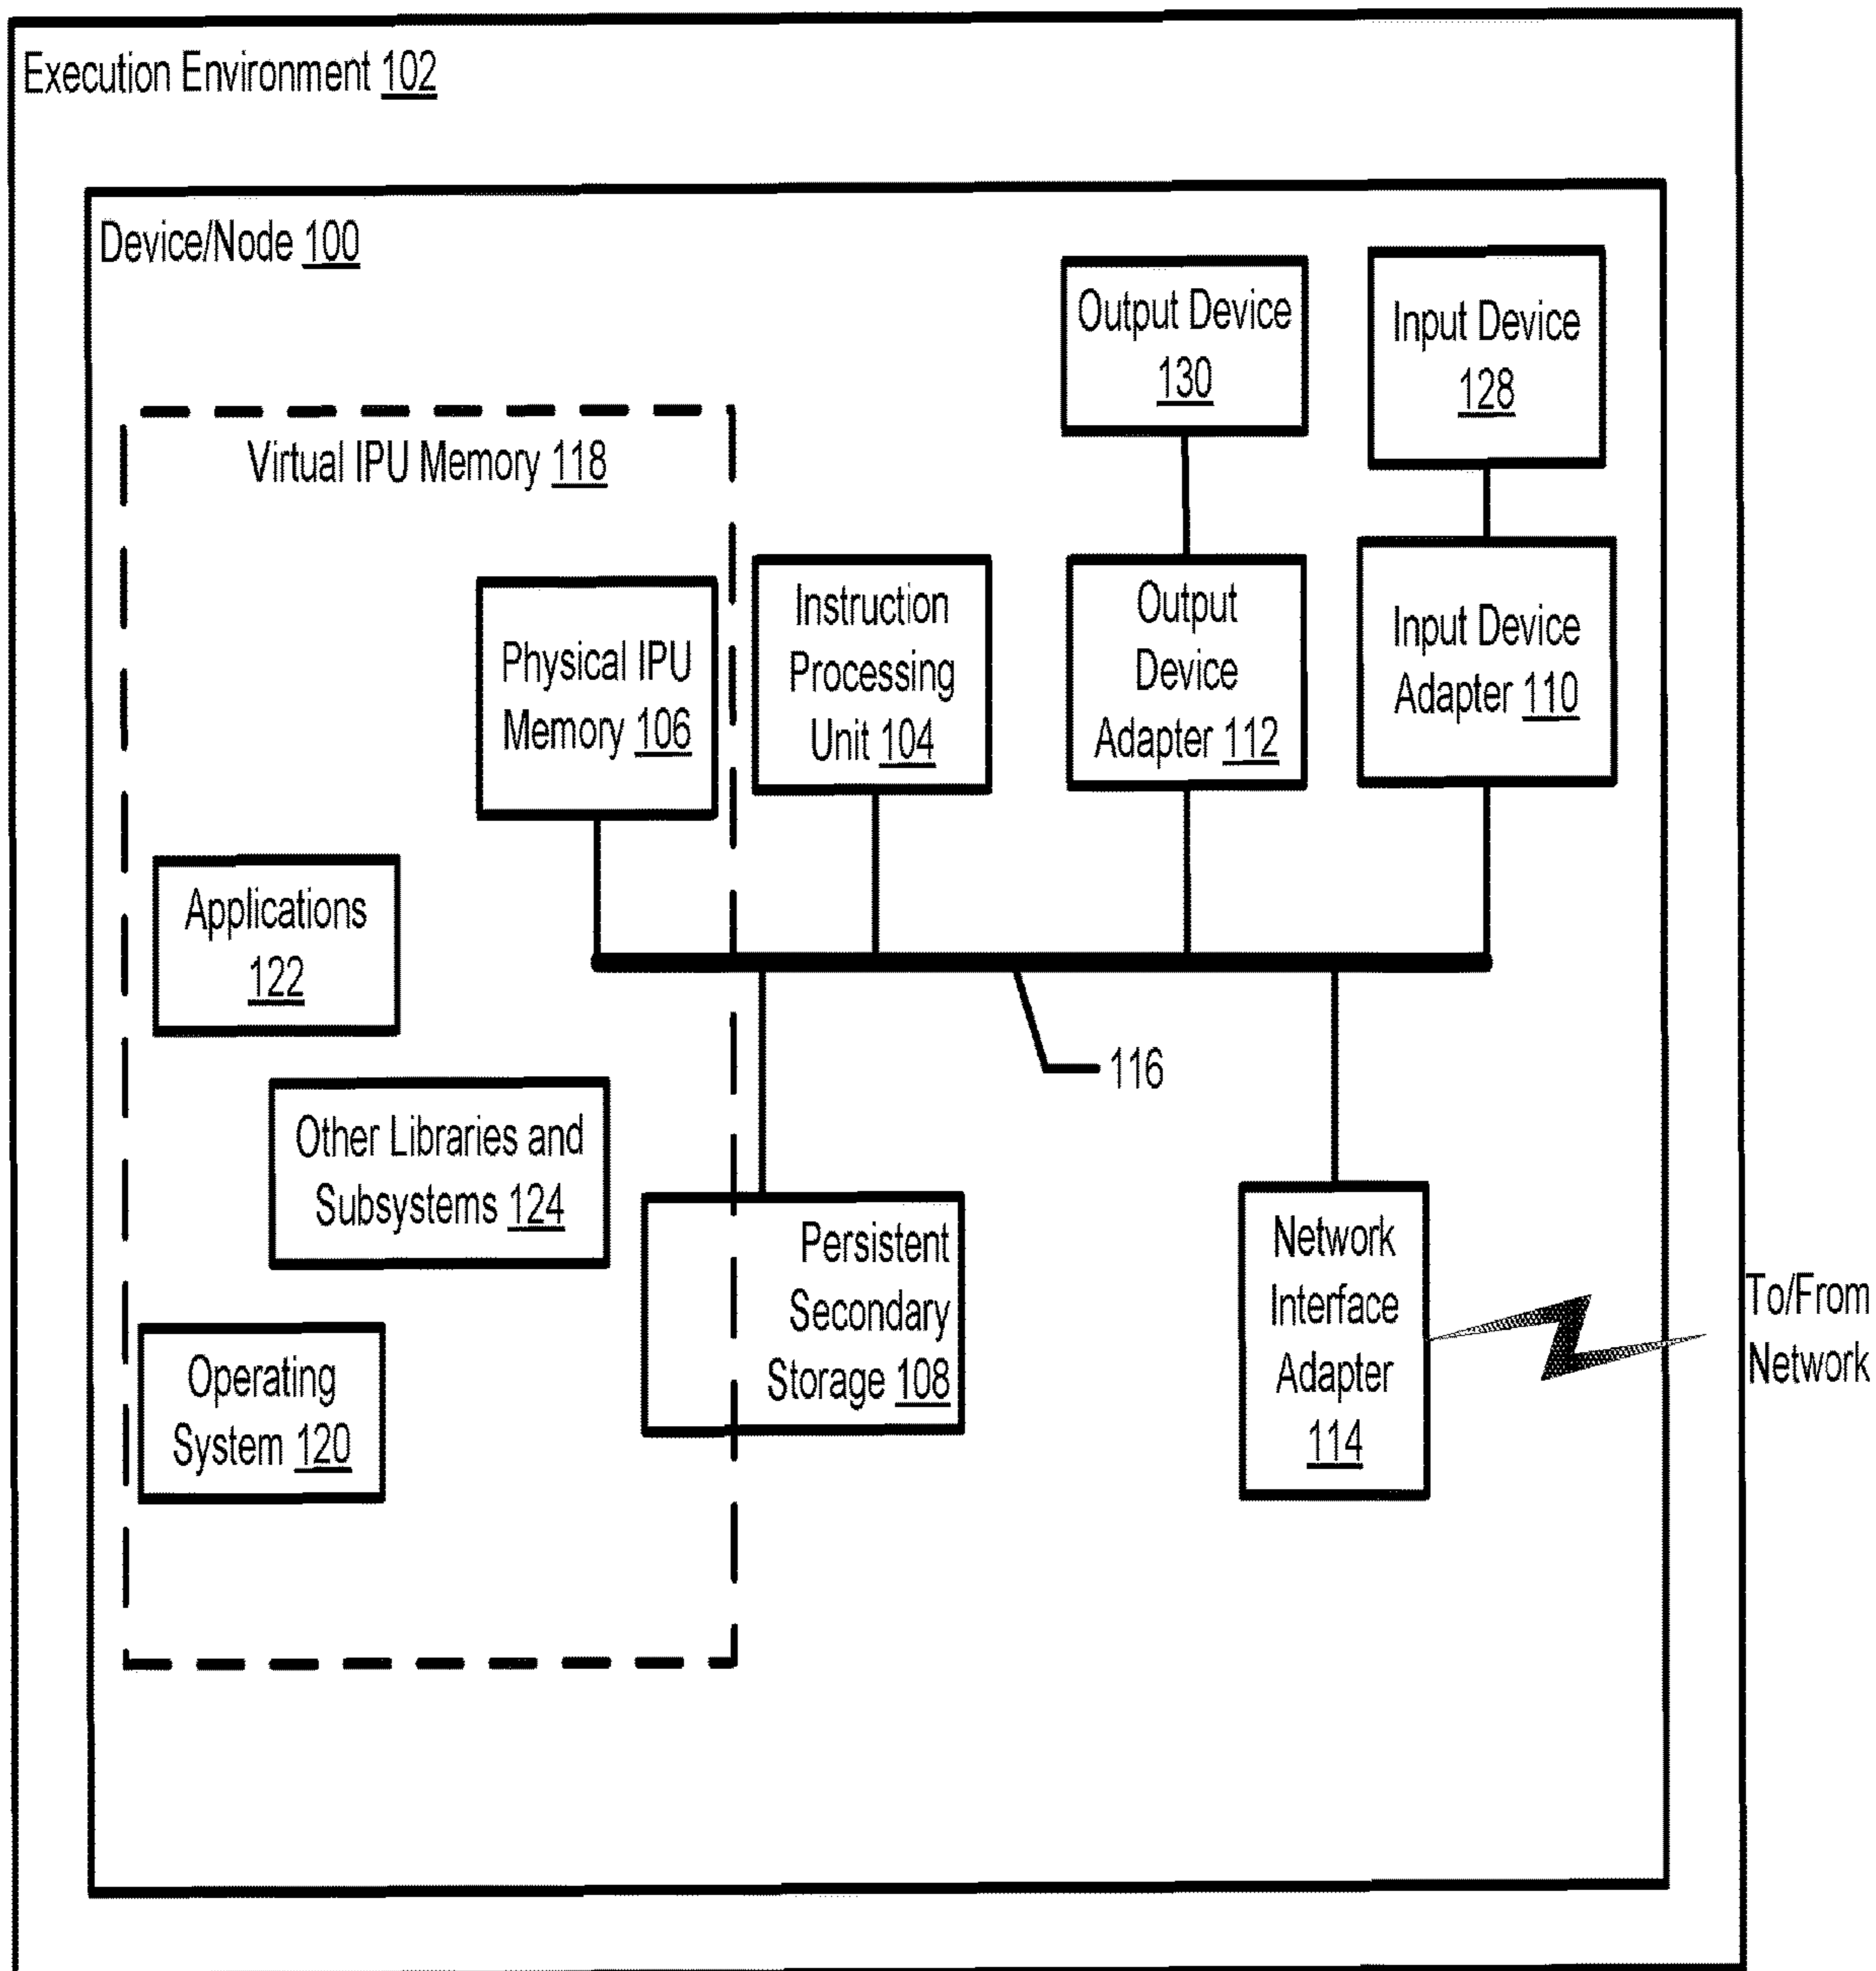 Execution Environment 102
Device/Node 100
Output Device
130
Input Device
128
Virtual IPU Memory 118
Physical IPU
Memory 106
Instruction
Processing
Unit 104
Output
Device
Adapter 112
Input Device
Adapter 110
Applications
122
116
Other Libraries and
Subsystems 124
Persistent
Secondary
Storage 108
Network
Interface
Adapter
114
To/From
Network
Operating
System 120